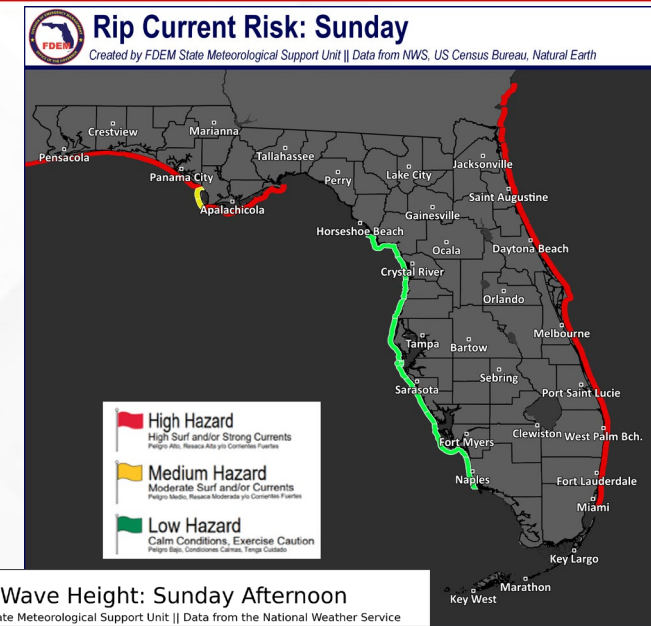 Rip Current Risk: Sunday
Created by FDEM State Meteorological Support Unit || Data from NWS, US Census Bureau, Natural Earth
FDEM
Crestview
Marianna
Pensacola
Tallahassee
Panama City
Perry
Lake City
Jacksonville
Apalachicola
Saint Augustine
Gainesville
Horseshoe Beach
Ocala
Daytona Beach
Crystal River
Orlando
Melbourne
Tampa
Bartow
Sebring
Sarasota
Port Saint Lucie
Clewiston
West Palm Bch.
Fort Myers
Naples
Fort Lauderdale
Miami
Key Largo
Marathon
Key West
High Hazard
High Surf and/or Strong Currents
Peligro Alto, Resaca Alta y/o Corrientes Fuertes
Medium Hazard
Moderate Surf and/or Currents
Peligro Medio, Resaca Moderada y/o Corrientes Fuertes
Low Hazard
Calm Conditions, Exercise Caution
Peligro Bajo, Condiciones Calmas, Tenga Cuidado
Wave Height: Sunday Afternoon
ate Meteorological Support Unit || Data from the National Weather Service